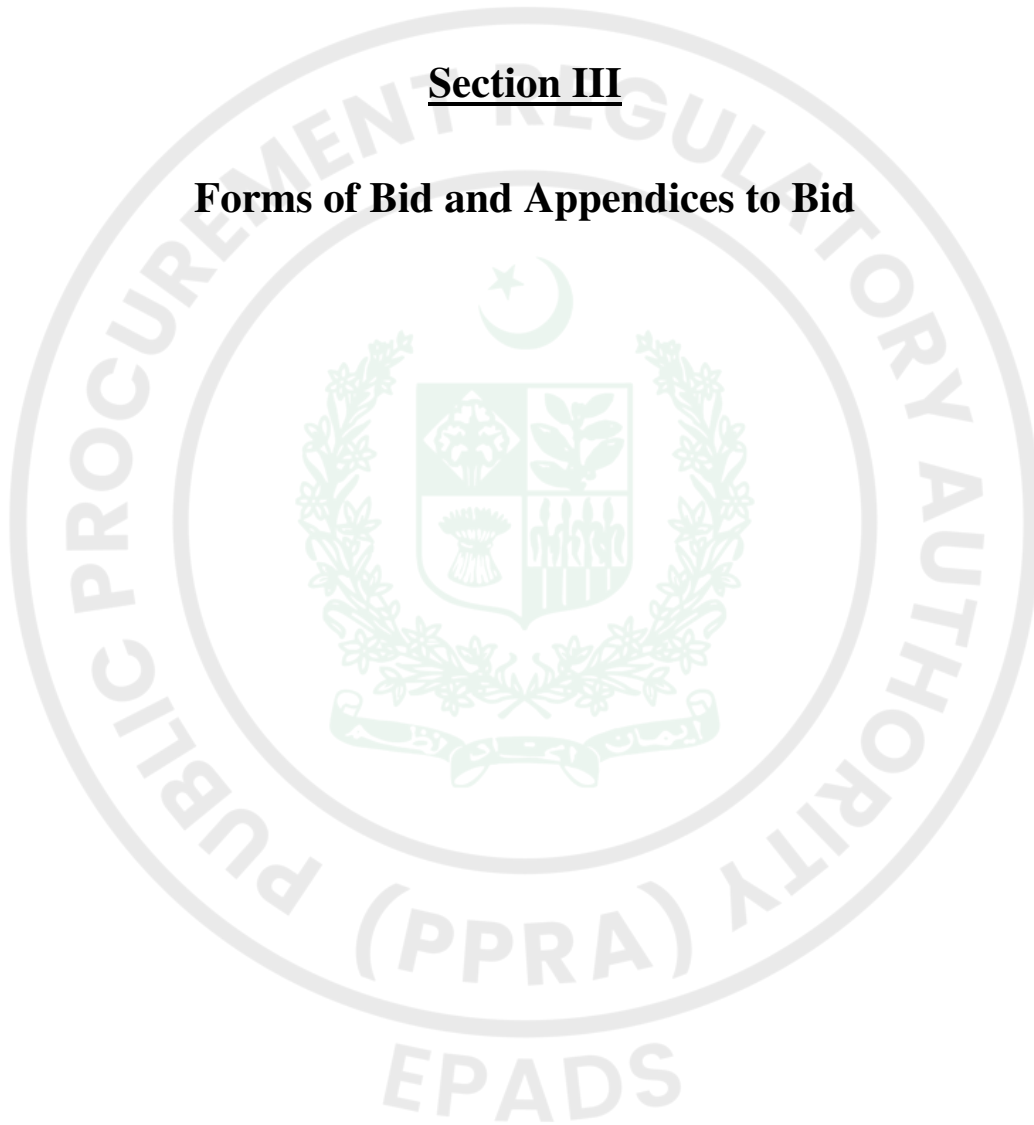 Section III
Forms of Bid and Appendices to Bid
PUBLIC PROCUREMENT REGULATORY AUTHORITY
(PPRA)
EPADS